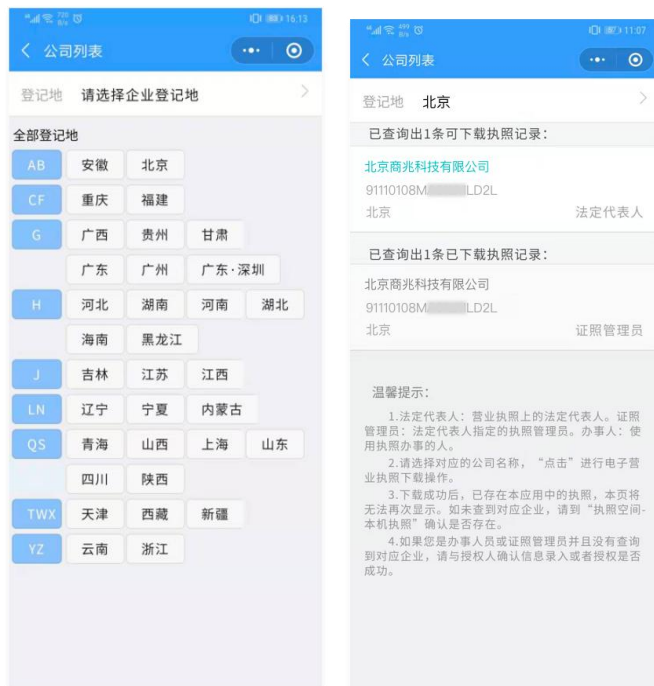 16:13
公司列表
登记地 请选择企业登记地
全部登记地
AB 安徽 北京
CF 重庆 福建
G 广西 贵州 甘肃
广东 广州 广东·深圳
H 河北 湖南 河南 湖北
海南 黑龙江
J 吉林 江苏 江西
LN 辽宁 宁夏 内蒙古
QS 青海 山西 上海 山东
四川 陕西
TWX 天津 西藏 新疆
YZ 云南 浙江
11:07
公司列表
登记地 北京
已查询出1条可下载执照记录：
北京商兆科技有限公司
91110108M LD2L
北京 法定代表人
已查询出1条已下载执照记录：
北京商兆科技有限公司
91110108M LD2L
北京 证照管理员
温馨提示：
1.法定代表人：营业执照上的法定代表人。证照
管理员：法定代表人指定的执照管理员。办事人：使
用执照办事的人。
2.请选择对应的公司名称，“点击”进行电子营
业执照下载操作。
3.下载成功后，已存在本应用中的执照，本页将
无法再次显示。如未查到对应企业，请到“执照空间-
本机执照”确认是否存在。
4.如果您是办事人员或证照管理员并且没有查询
到对应企业，请与授权人确认信息录入或者授权是否
成功。